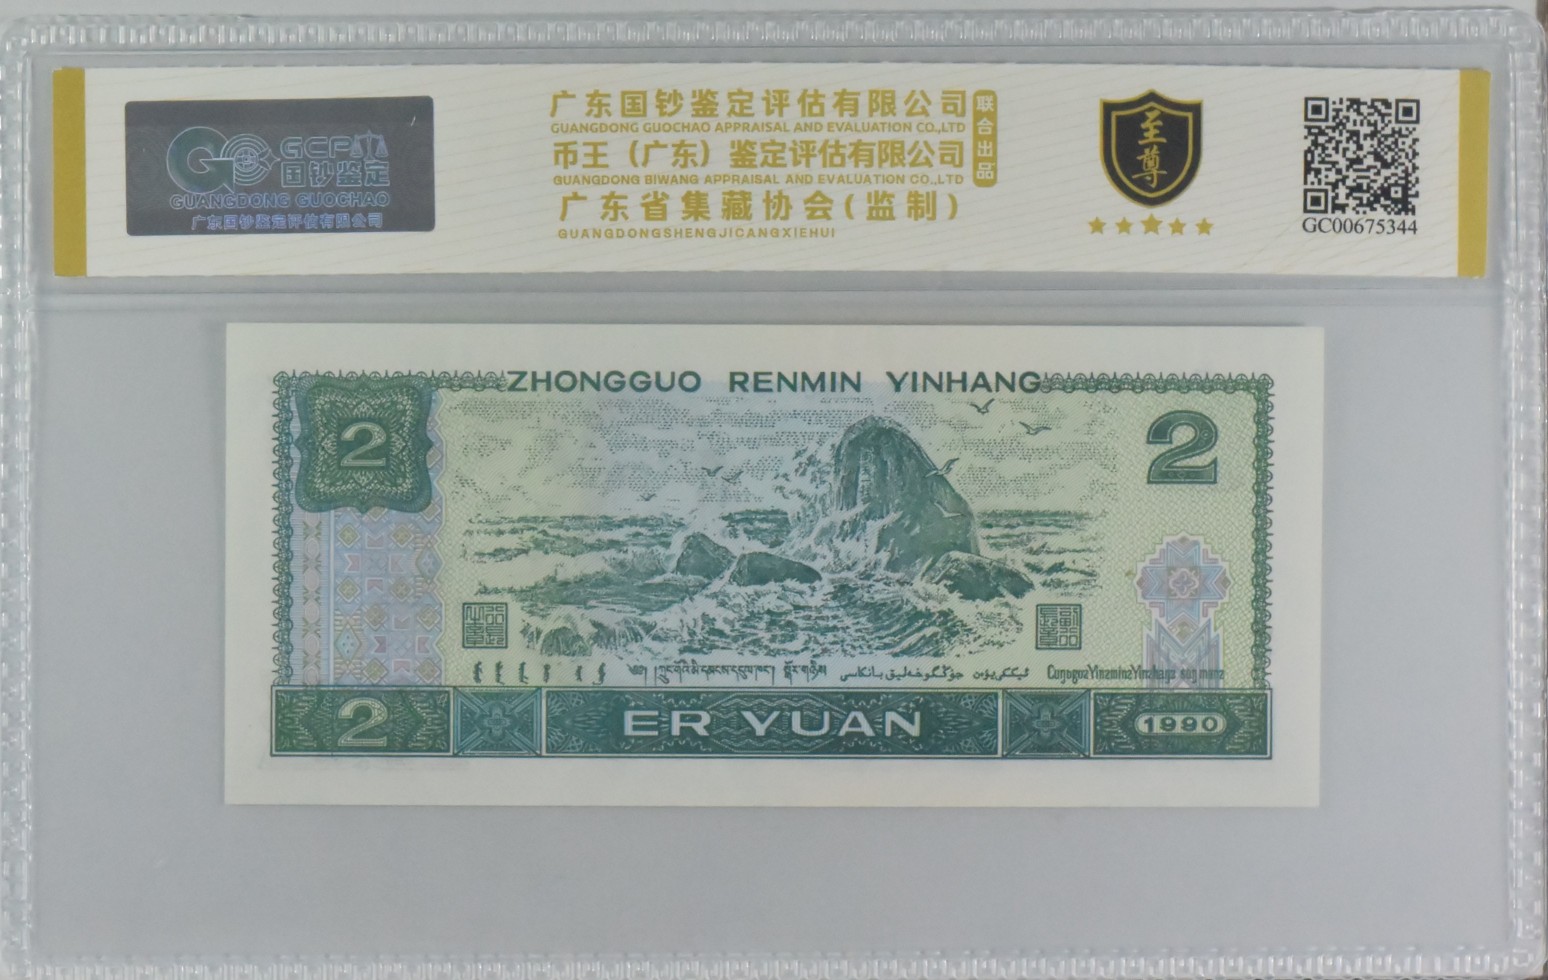 GCP
国钞鉴定
GUANGDONG GUOCHAO
广东国钞鉴定评估有限公司
广东国钞鉴定评估有限公司
GUANGDONG GUOCHAO APPRAISAL AND EVALUATION CO.,LTD
币王（广东）鉴定评估有限公司
GUANGDONG BIWANG APPRAISAL AND EVALUATION CO.,LTD
广东省集藏协会(监制)
GUANGDONGSHENGJICANGXIEHUI
联合出品
至尊
GC00675344
ZHONGGUO RENMIN YINHANG
2
2
2
ER YUAN
1990